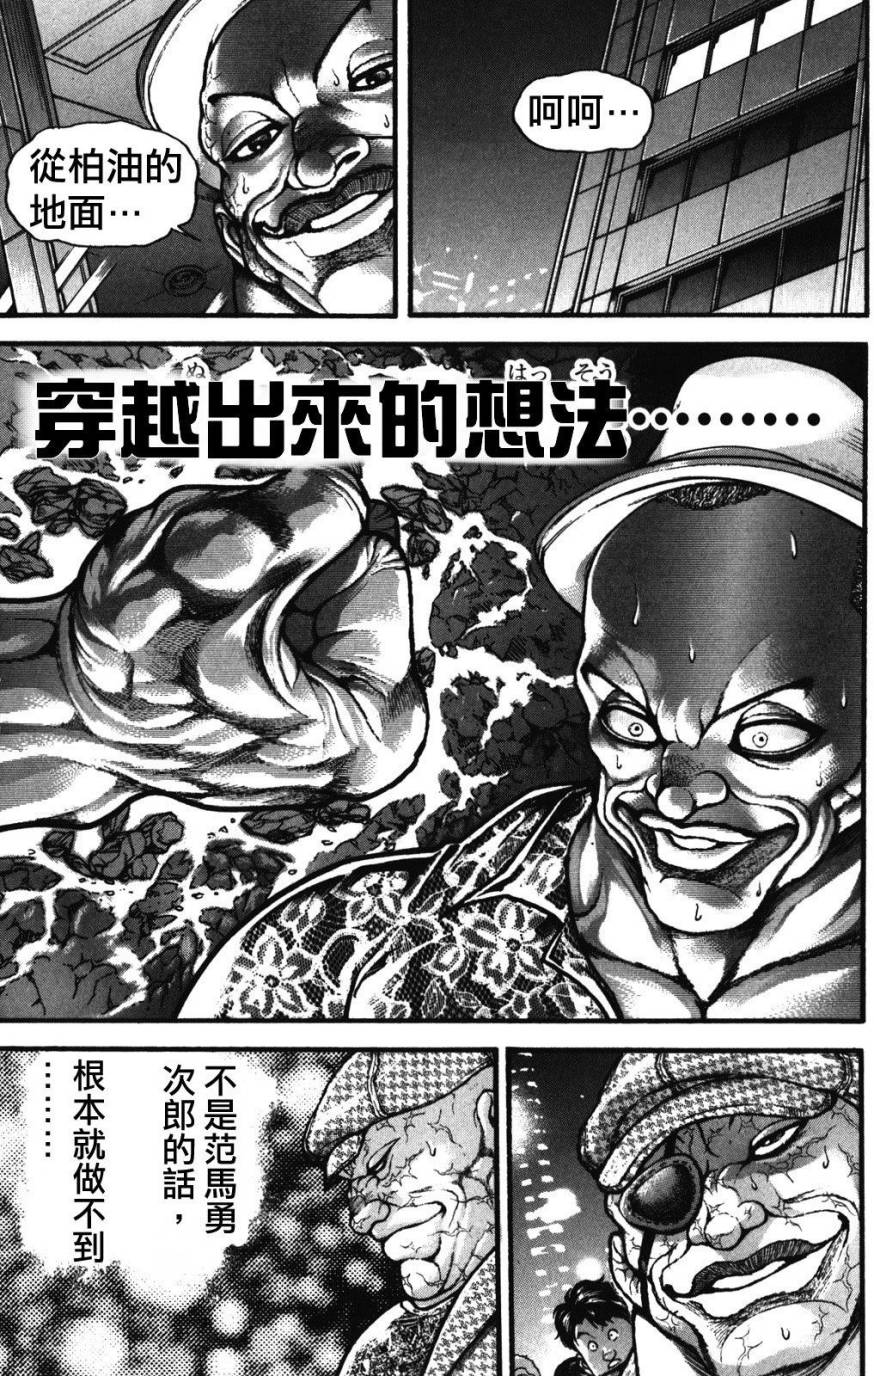 呵呵…
從柏油的
地面…
ぬ はっ そう
穿越出來的想法………
不是范馬勇
次郎的話，
根本就做不到
………